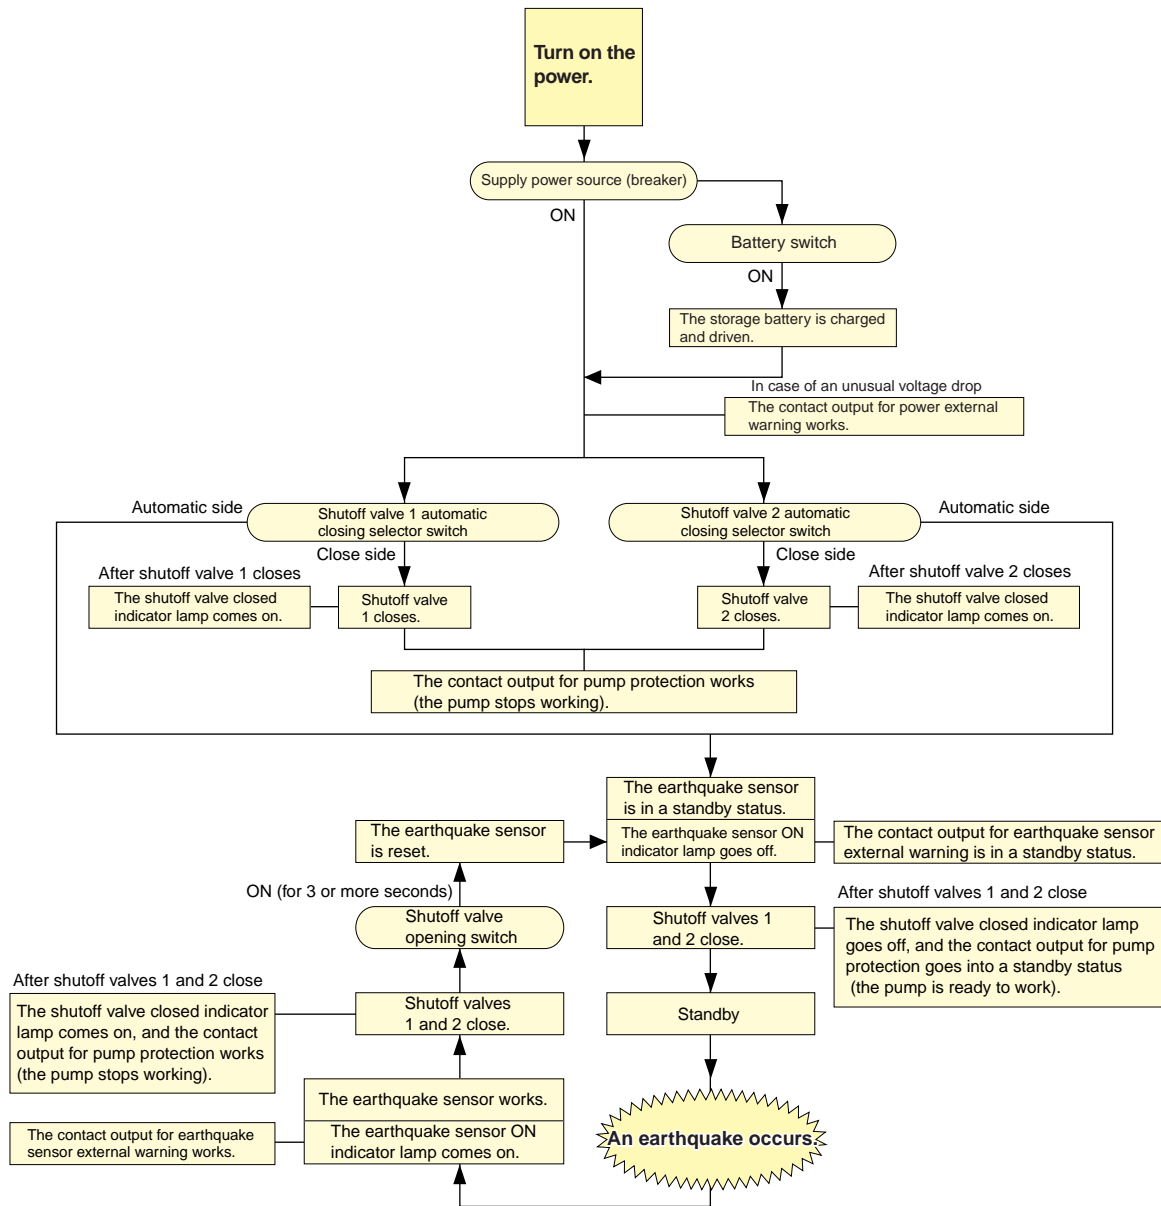 Turn on the
power.
Supply power source (breaker)
ON
Battery switch
ON
The storage battery is charged
and driven.
In case of an unusual voltage drop
The contact output for power external
warning works.
Automatic side
Shutoff valve 1 automatic
closing selector switch
Shutoff valve 2 automatic
closing selector switch
Automatic side
Close side
Close side
After shutoff valve 1 closes
The shutoff valve closed
indicator lamp comes on.
Shutoff valve
1 closes.
Shutoff valve
2 closes.
After shutoff valve 2 closes
The shutoff valve closed
indicator lamp comes on.
The contact output for pump protection works
(the pump stops working).
The earthquake sensor
is in a standby status.
The earthquake sensor ON
indicator lamp goes off.
The contact output for earthquake sensor
external warning is in a standby status.
The earthquake sensor
is reset.
ON (for 3 or more seconds)
Shutoff valve
opening switch
Shutoff valves 1
and 2 close.
After shutoff valves 1 and 2 close
The shutoff valve closed indicator lamp
goes off, and the contact output for pump
protection goes into a standby status
(the pump is ready to work).
After shutoff valves 1 and 2 close
The shutoff valve closed indicator
lamp comes on, and the contact
output for pump protection works
(the pump stops working).
Shutoff valves
1 and 2 close.
Standby
The earthquake sensor works.
The earthquake sensor ON
indicator lamp comes on.
The contact output for earthquake
sensor external warning works.
An earthquake occurs.